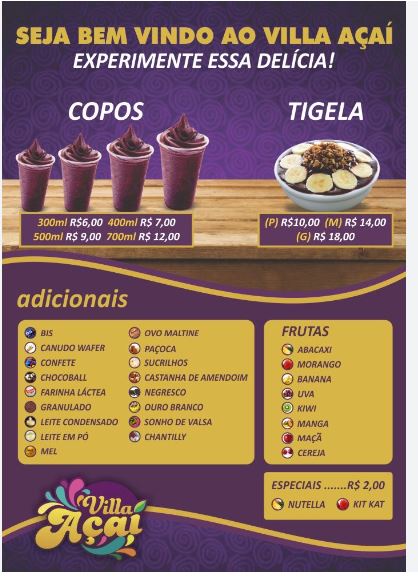 SEJA BEM VINDO AO VILLA AÇAÍ
EXPERIMENTE ESSA DELÍCIA!
COPOS
TIGELA
300ml R$6,00 400ml R$ 7,00
500ml R$ 9,00 700ml R$ 12,00
(P) R$10,00 (M) R$ 14,00
(G) R$ 18,00
adicionais
BIS
CANUDO WAFER
CONFETE
CHOCOBALL
FARINHA LÁCTEA
GRANULADO
LEITE CONDENSADO
LEITE EM PÓ
MEL
OVO MALTINE
PAÇOCA
SUCRILHOS
CASTANHA DE AMENDOIM
NEGRESCO
OURO BRANCO
SONHO DE VALSA
CHANTILLY
FRUTAS
ABACAXI
MORANGO
BANANA
UVA
KIWI
MANGA
MAÇÃ
CEREJA
ESPECIAIS .......R$ 2,00
NUTELLA
KIT KAT
Villa
Açaí